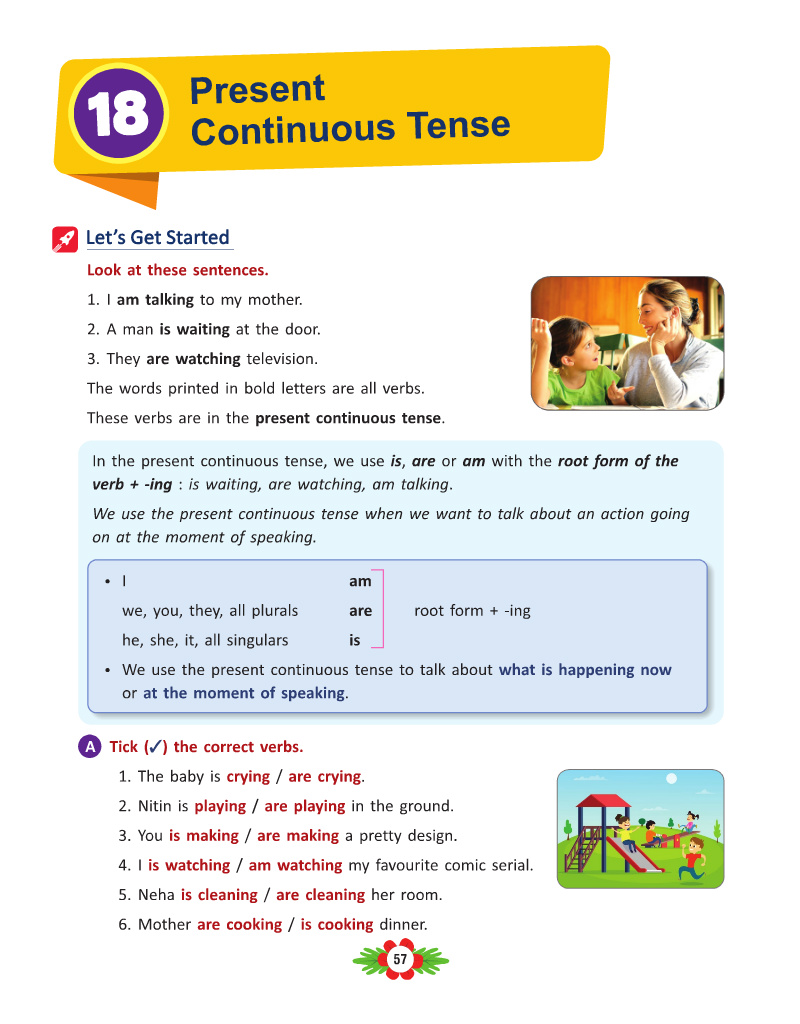 18
Present
Continuous Tense
Let's Get Started
Look at these sentences.
1. I am talking to my mother.
2. A man is waiting at the door.
3. They are watching television.
The words printed in bold letters are all verbs.
These verbs are in the present continuous tense.
In the present continuous tense, we use is, are or am with the root form of the
verb + -ing : is waiting, are watching, am talking.
We use the present continuous tense when we want to talk about an action going
on at the moment of speaking.
• I am
we, you, they, all plurals are root form + -ing
he, she, it, all singulars is
• We use the present continuous tense to talk about what is happening now
or at the moment of speaking.
A Tick (✓) the correct verbs.
1. The baby is crying / are crying.
2. Nitin is playing / are playing in the ground.
3. You is making / are making a pretty design.
4. I is watching / am watching my favourite comic serial.
5. Neha is cleaning / are cleaning her room.
6. Mother are cooking / is cooking dinner.
57